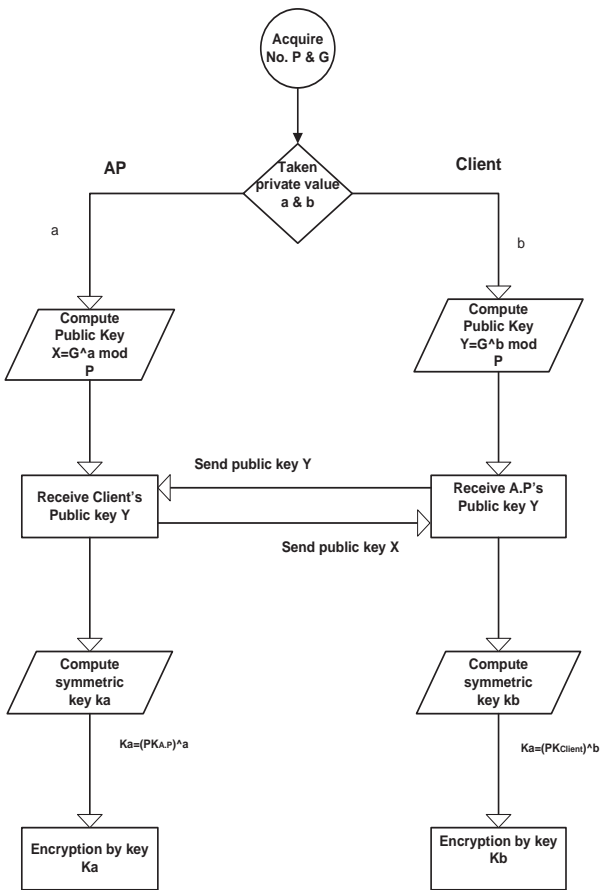 Acquire
No. P & G
AP
Client
Taken
private value
a & b
a
b
Compute
Public Key
X=G^a mod
P
Compute
Public Key
Y=G^b mod
P
Send public key Y
Receive Client's
Public key Y
Receive A.P's
Public key Y
Send public key X
Compute
symmetric
key ka
Compute
symmetric
key kb
Ka=(PKA.P)^a
Ka=(PKClient)^b
Encryption by key
Ka
Encryption by key
Kb